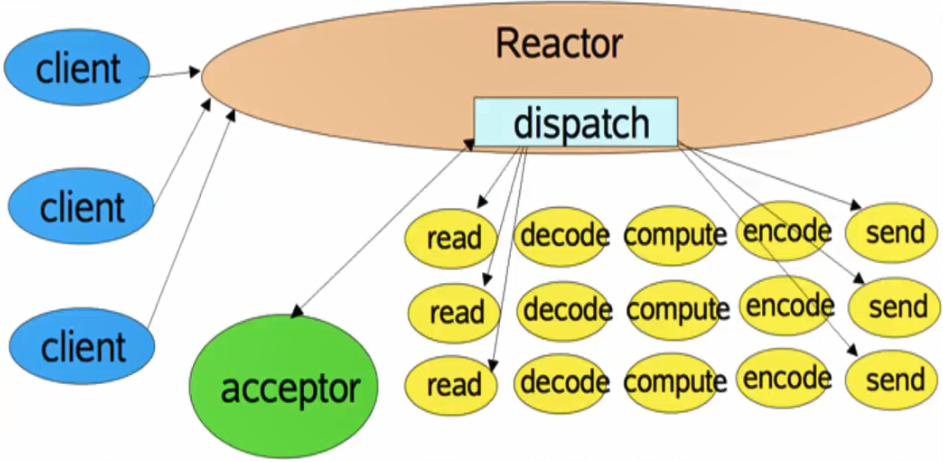 Reactor
client
dispatch
client
read decode compute encode send
read decode compute encode send
client
acceptor
read decode compute encode send